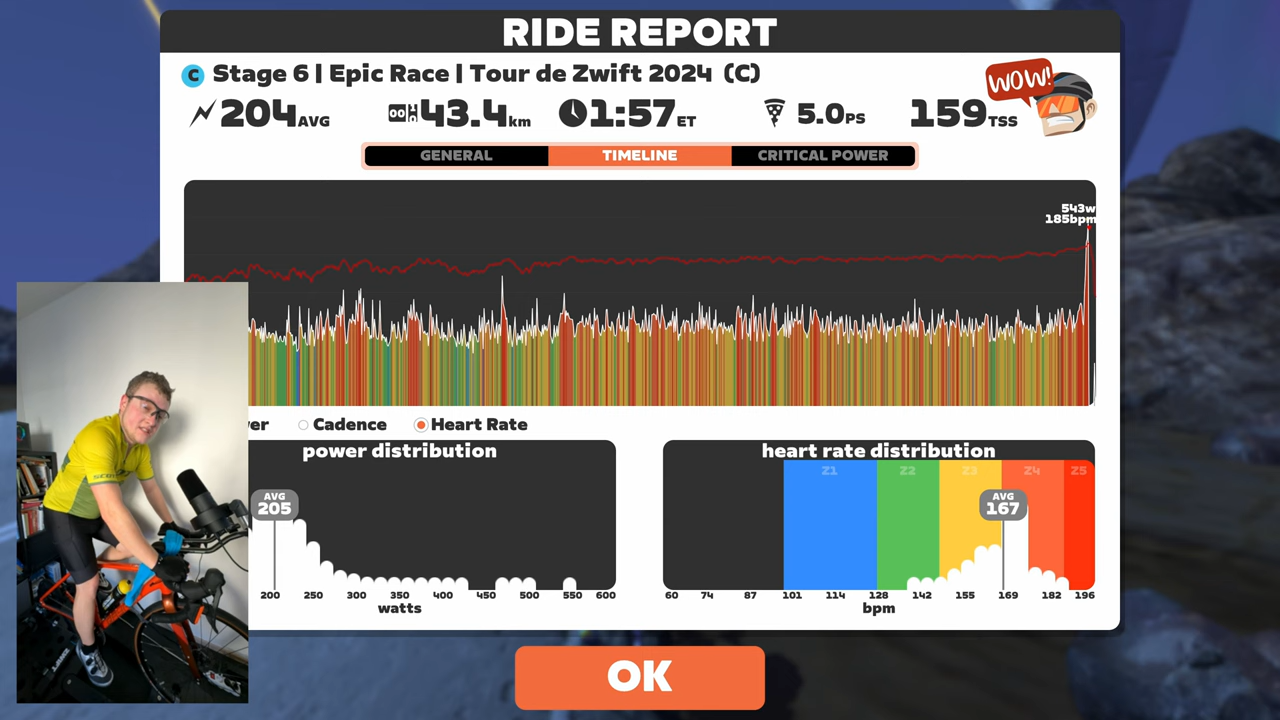 RIDE REPORT
C Stage 6 | Epic Race | Tour de Zwift 2024 (C)
WOW!
204AVG 43.4km 1:57ET 5.0PS 159TSS
GENERAL TIMELINE CRITICAL POWER
543w
185bpm
ver Cadence Heart Rate
power distribution
AVG
205
200 250 300 350 400 450 500 550 600
watts
heart rate distribution
Z1 Z2 Z3 Z4 Z5
AVG
167
60 74 87 101 114 128 142 155 169 182 196
bpm
OK